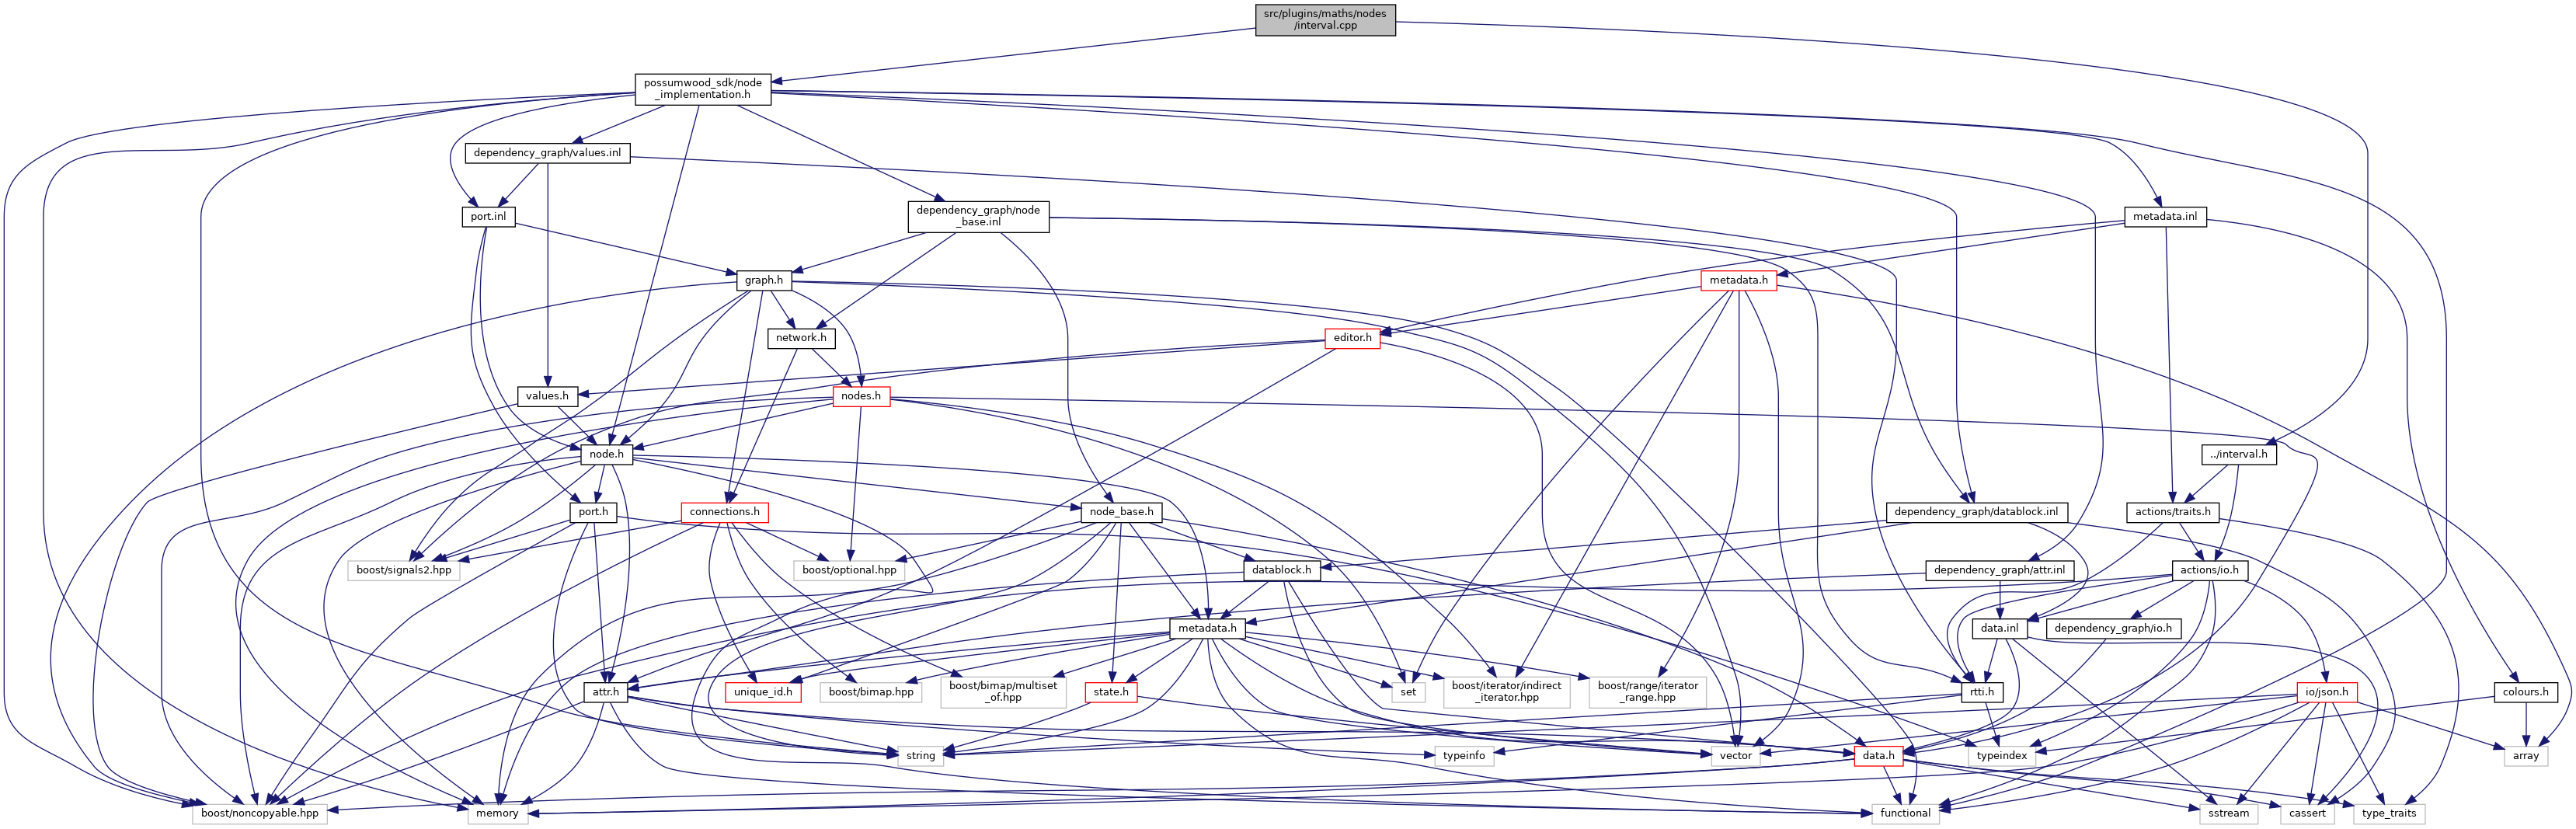 src/plugins/maths/nodes
/interval.cpp
possumwood_sdk/node
_implementation.h
dependency_graph/values.inl
port.inl
dependency_graph/node
_base.inl
metadata.inl
graph.h
metadata.h
network.h
editor.h
values.h
nodes.h
node.h
../interval.h
port.h
connections.h
node_base.h
dependency_graph/datablock.inl
actions/traits.h
boost/signals2.hpp
boost/optional.hpp
datablock.h
dependency_graph/attr.inl
actions/io.h
metadata.h
data.inl
dependency_graph/io.h
attr.h
unique_id.h
boost/bimap.hpp
boost/bimap/multiset
_of.hpp
state.h
set
boost/iterator/indirect
_iterator.hpp
boost/range/iterator
_range.hpp
rtti.h
io/json.h
colours.h
string
typeinfo
vector
data.h
typeindex
array
boost/noncopyable.hpp
memory
functional
sstream
cassert
type_traits